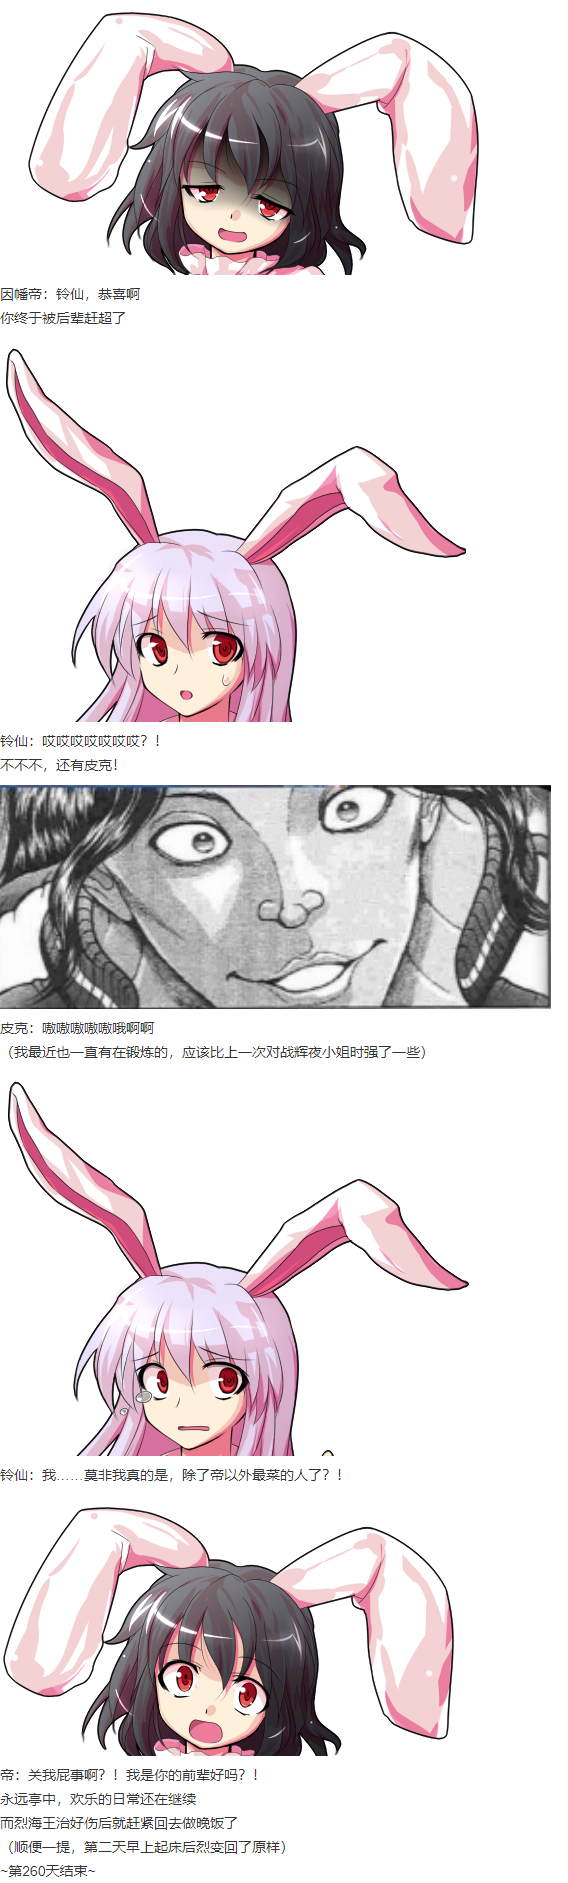 因幡帝：铃仙，恭喜啊
你终于被后辈赶超了
铃仙：哎哎哎哎哎哎哎？！
不不不，还有皮克！
皮克：嗷嗷嗷嗷嗷哦啊啊
（我最近也一直有在锻炼的，应该比上一次对战辉夜小姐时强了一些）
铃仙：我……莫非我真的是，除了帝以外最菜的人了？！
帝：关我屁事啊？！我是你的前辈好吗？！
永远亭中，欢乐的日常还在继续
而烈海王治好伤后就赶紧回去做晚饭了
（顺便一提，第二天早上起床后烈变回了原样）
~第260天结束~